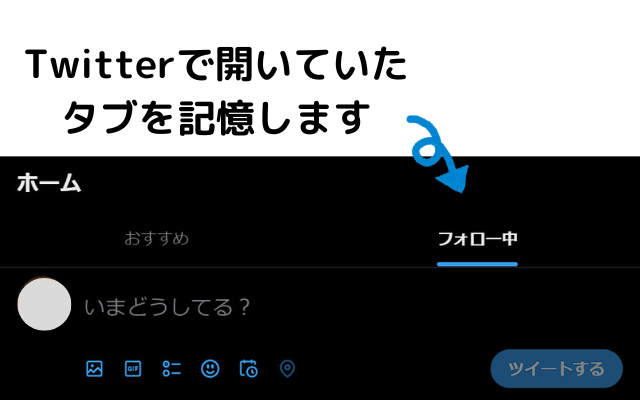 Twitterで開いていた
タブを記憶します
ホーム
おすすめ
フォロー中
いまどうしてる？
GIF
ツイートする